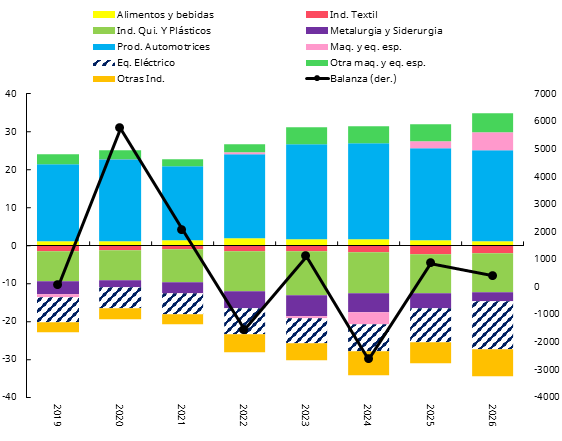 Alimentos y bebidas
Ind. Textil
Ind. Qui. Y Plásticos
Metalurgia y Siderurgia
Prod. Automotrices
Maq. y eq. esp.
Eq. Eléctrico
Otra maq. y eq. esp.
Otras Ind.
Balanza (der.)
40
30
20
10
0
-10
-20
-30
-40
7000
6000
5000
4000
3000
2000
1000
0
-1000
-2000
-3000
-4000
2019
2020
2021
2022
2023
2024
2025
2026